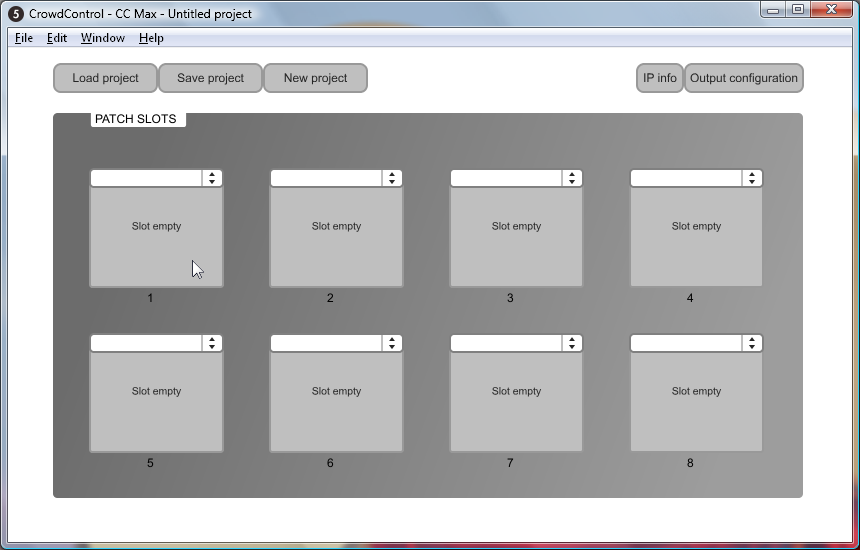 5 CrowdControl - CC Max - Untitled project
File Edit Window Help
Load project Save project New project IP info Output configuration
PATCH SLOTS
Slot empty Slot empty Slot empty Slot empty
1 2 3 4
Slot empty Slot empty Slot empty Slot empty
5 6 7 8